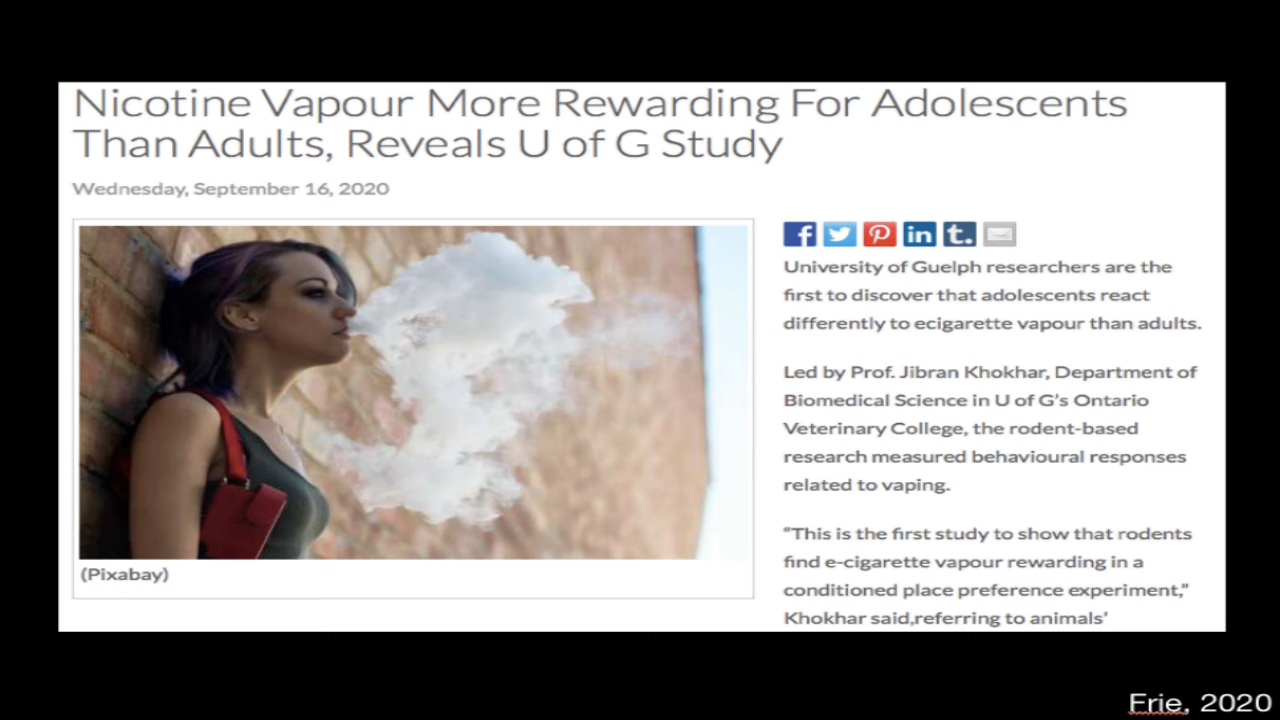 Nicotine Vapour More Rewarding For Adolescents
Than Adults, Reveals U of G Study
Wednesday, September 16, 2020
(Pixabay)
f P in t.
University of Guelph researchers are the
first to discover that adolescents react
differently to ecigarette vapour than adults.
Led by Prof. Jibran Khokhar, Department of
Biomedical Science in U of G's Ontario
Veterinary College, the rodent-based
research measured behavioural responses
related to vaping.
“This is the first study to show that rodents
find e-cigarette vapour rewarding in a
conditioned place preference experiment,”
Khokhar said,referring to animals’
Frie, 2020